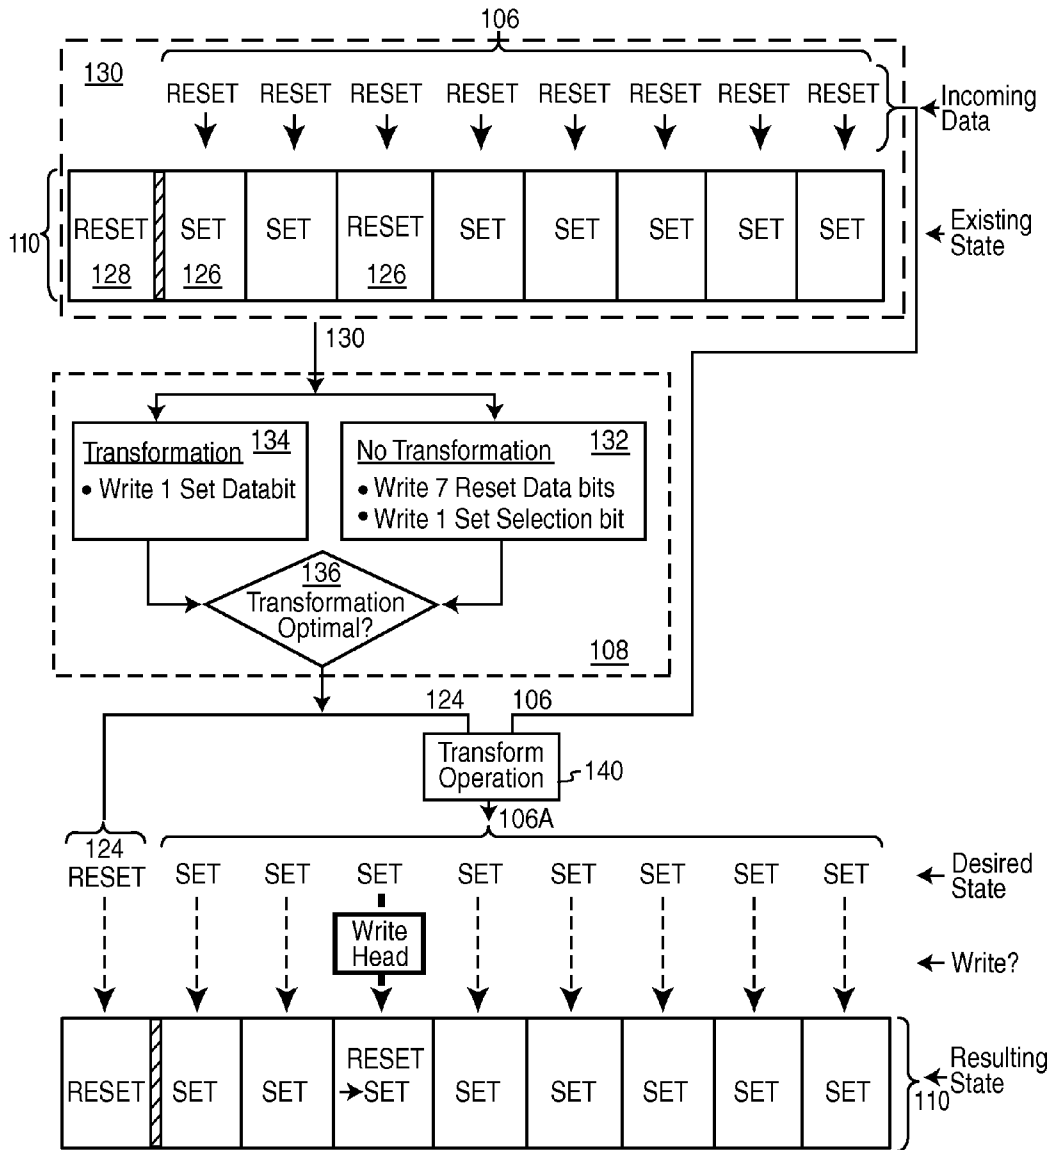 106
130
RESET RESET RESET RESET RESET RESET RESET RESET
Incoming
Data
110
RESET SET SET RESET SET SET SET SET SET
128 126 126
Existing
State
130
Transformation 134
• Write 1 Set Databit
No Transformation 132
• Write 7 Reset Data bits
• Write 1 Set Selection bit
136
Transformation
Optimal?
108
124 106
Transform
Operation
140
106A
124
RESET SET SET SET SET SET SET SET SET
Desired
State
Write
Head
Write?
RESET
RESET SET SET SET SET SET SET SET SET
Resulting
State
110